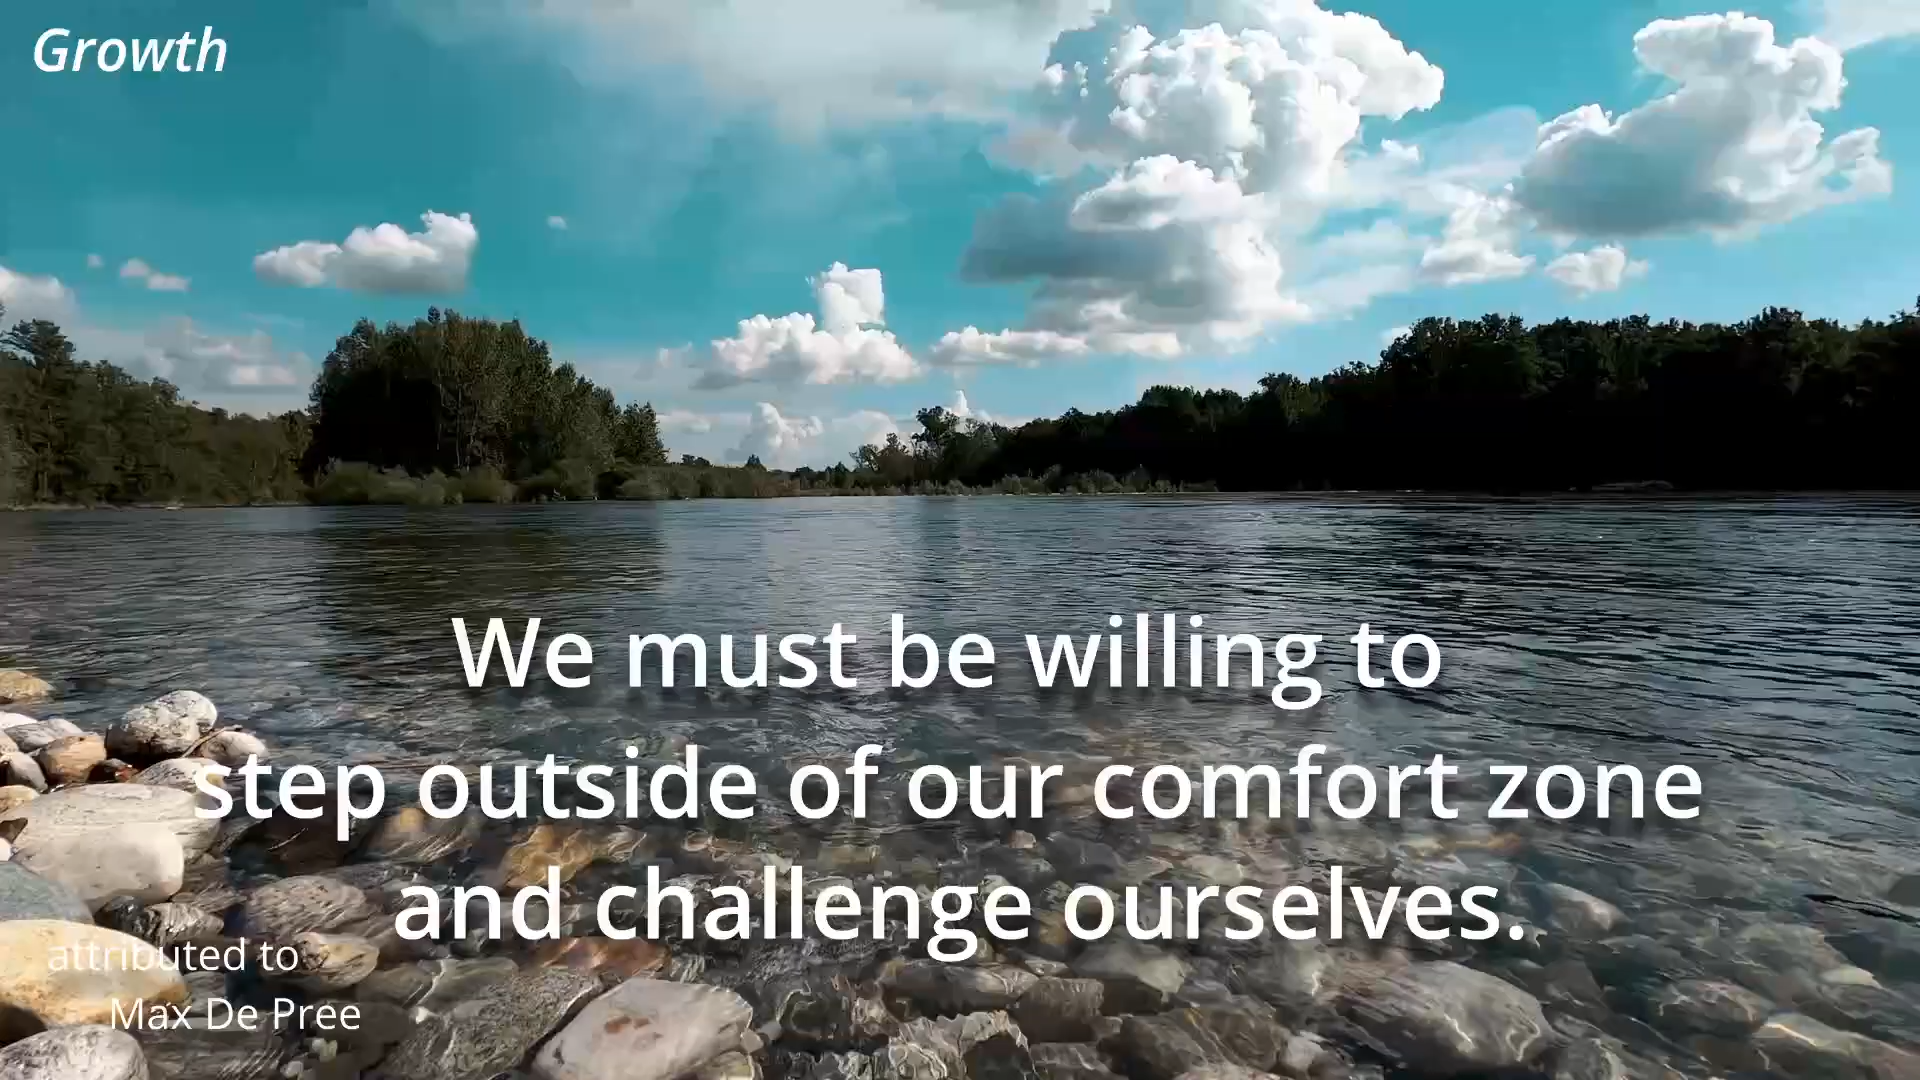 Growth
We must be willing to
step outside of our comfort zone
and challenge ourselves.
attributed to
Max De Pree